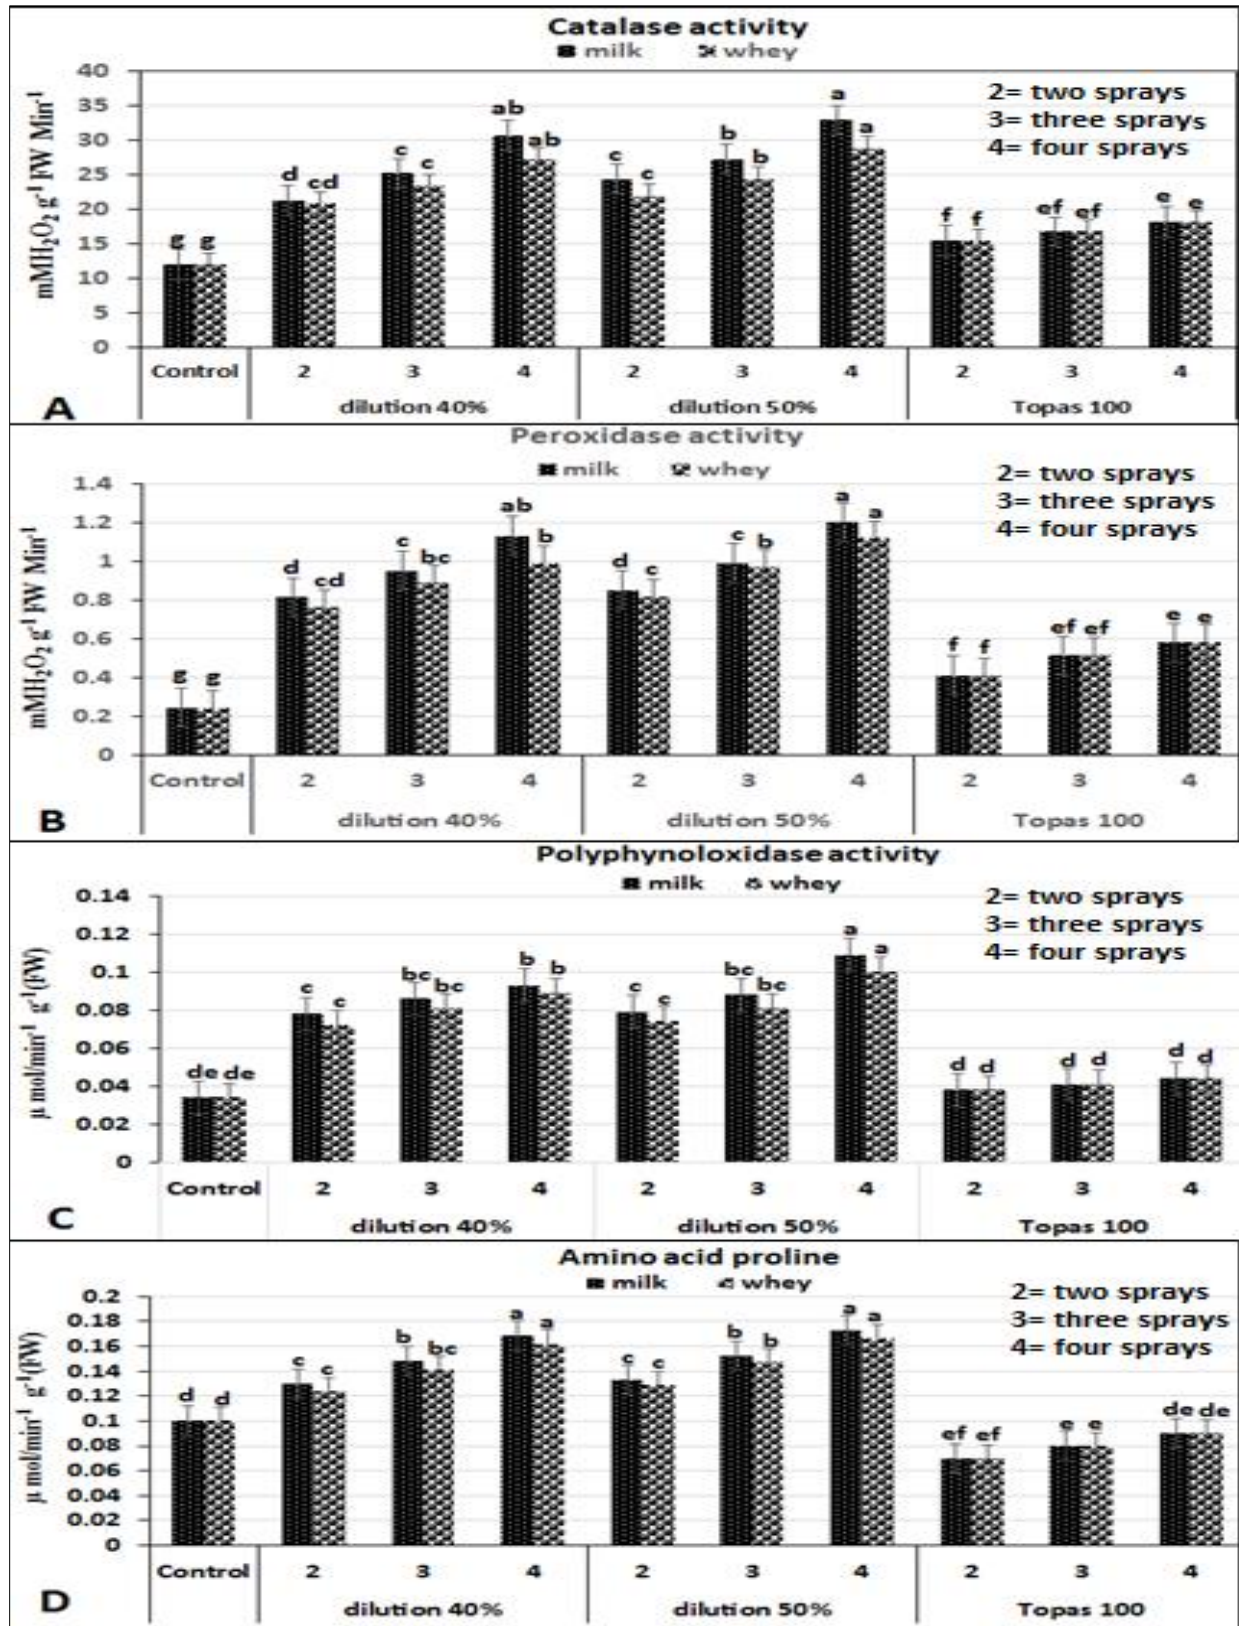 Catalase activity
milk whey
2= two sprays
3= three sprays
4= four sprays
mMH₂O₂ g⁻¹ FW Min⁻¹
40
35
30
25
20
15
10
5
0
g g d cd c c ab ab c c b b a a f f ef ef e e
Control 2 3 4 2 3 4 2 3 4
dilution 40% dilution 50% Topas 100
A
Peroxidase activity
milk whey
2= two sprays
3= three sprays
4= four sprays
mMH₂O₂ g⁻¹ FW Min⁻¹
1.4
1.2
1
0.8
0.6
0.4
0.2
0
g g d cd c bc ab b d c c b a a f f ef ef e e
Control 2 3 4 2 3 4 2 3 4
dilution 40% dilution 50% Topas 100
B
Polyphynoloxidase activity
milk whey
2= two sprays
3= three sprays
4= four sprays
µ mol/min⁻¹ g⁻¹(FW)
0.14
0.12
0.1
0.08
0.06
0.04
0.02
0
de de c c bc bc b b c c bc bc a a d d d d d d
Control 2 3 4 2 3 4 2 3 4
dilution 40% dilution 50% Topas 100
C
Amino acid proline
milk whey
2= two sprays
3= three sprays
4= four sprays
µ mol/min⁻¹ g⁻¹(FW)
0.2
0.18
0.16
0.14
0.12
0.1
0.08
0.06
0.04
0.02
0
d d c c b bc a a c c b b a a ef ef e e de de
Control 2 3 4 2 3 4 2 3 4
dilution 40% dilution 50% Topas 100
D